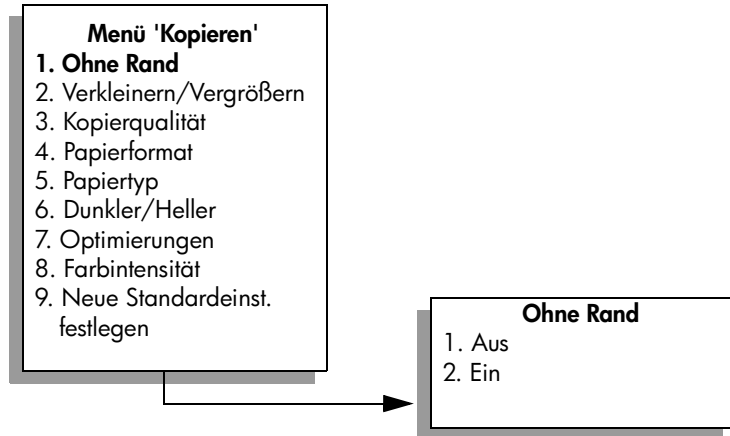 Menü 'Kopieren'
1. Ohne Rand
2. Verkleinern/Vergrößern
3. Kopierqualität
4. Papierformat
5. Papiertyp
6. Dunkler/Heller
7. Optimierungen
8. Farbintensität
9. Neue Standardeinst.
festlegen
Ohne Rand
1. Aus
2. Ein